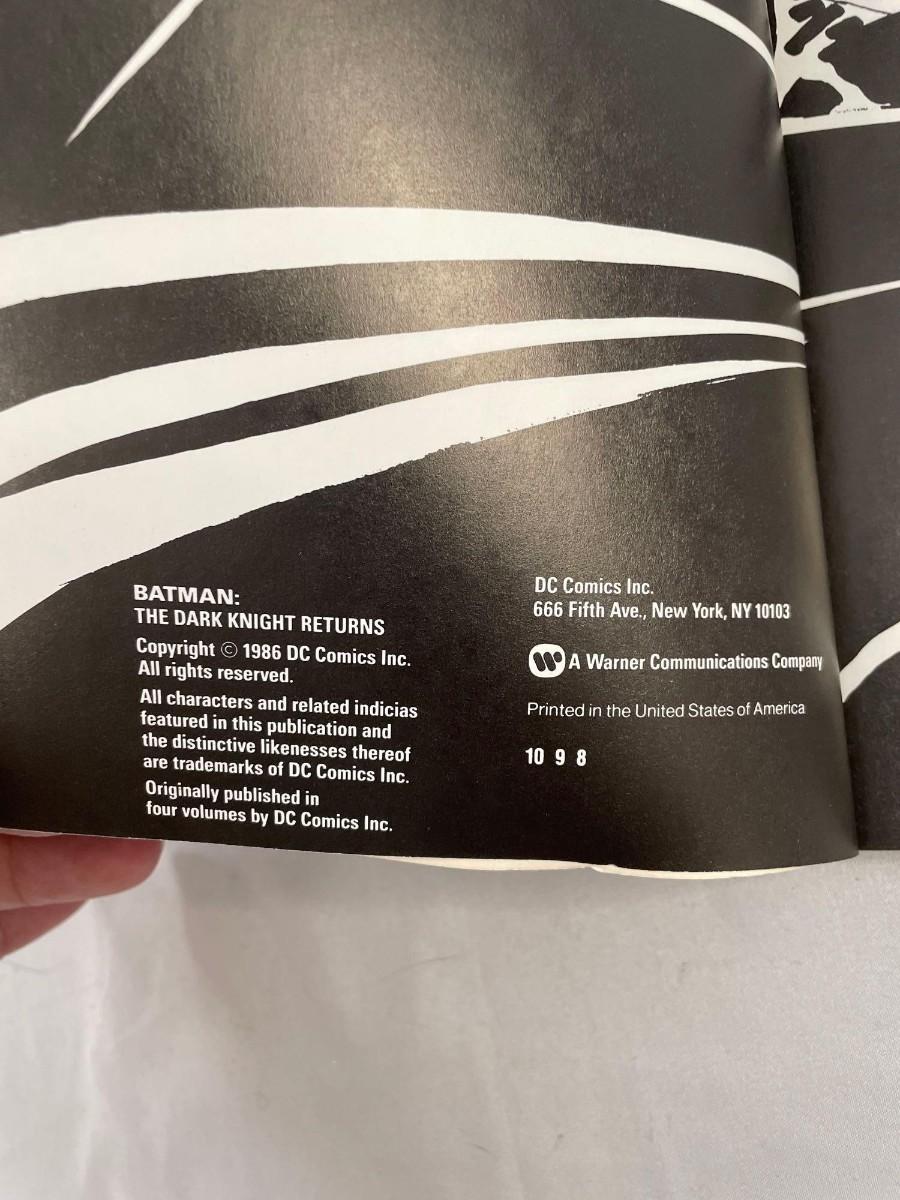 BATMAN:
THE DARK KNIGHT RETURNS
Copyright © 1986 DC Comics Inc.
All rights reserved.
All characters and related indicias
featured in this publication and
the distinctive likenesses thereof
are trademarks of DC Comics Inc.
Originally published in
four volumes by DC Comics Inc.
DC Comics Inc.
666 Fifth Ave., New York, NY 10103
A Warner Communications Company
Printed in the United States of America
10 9 8